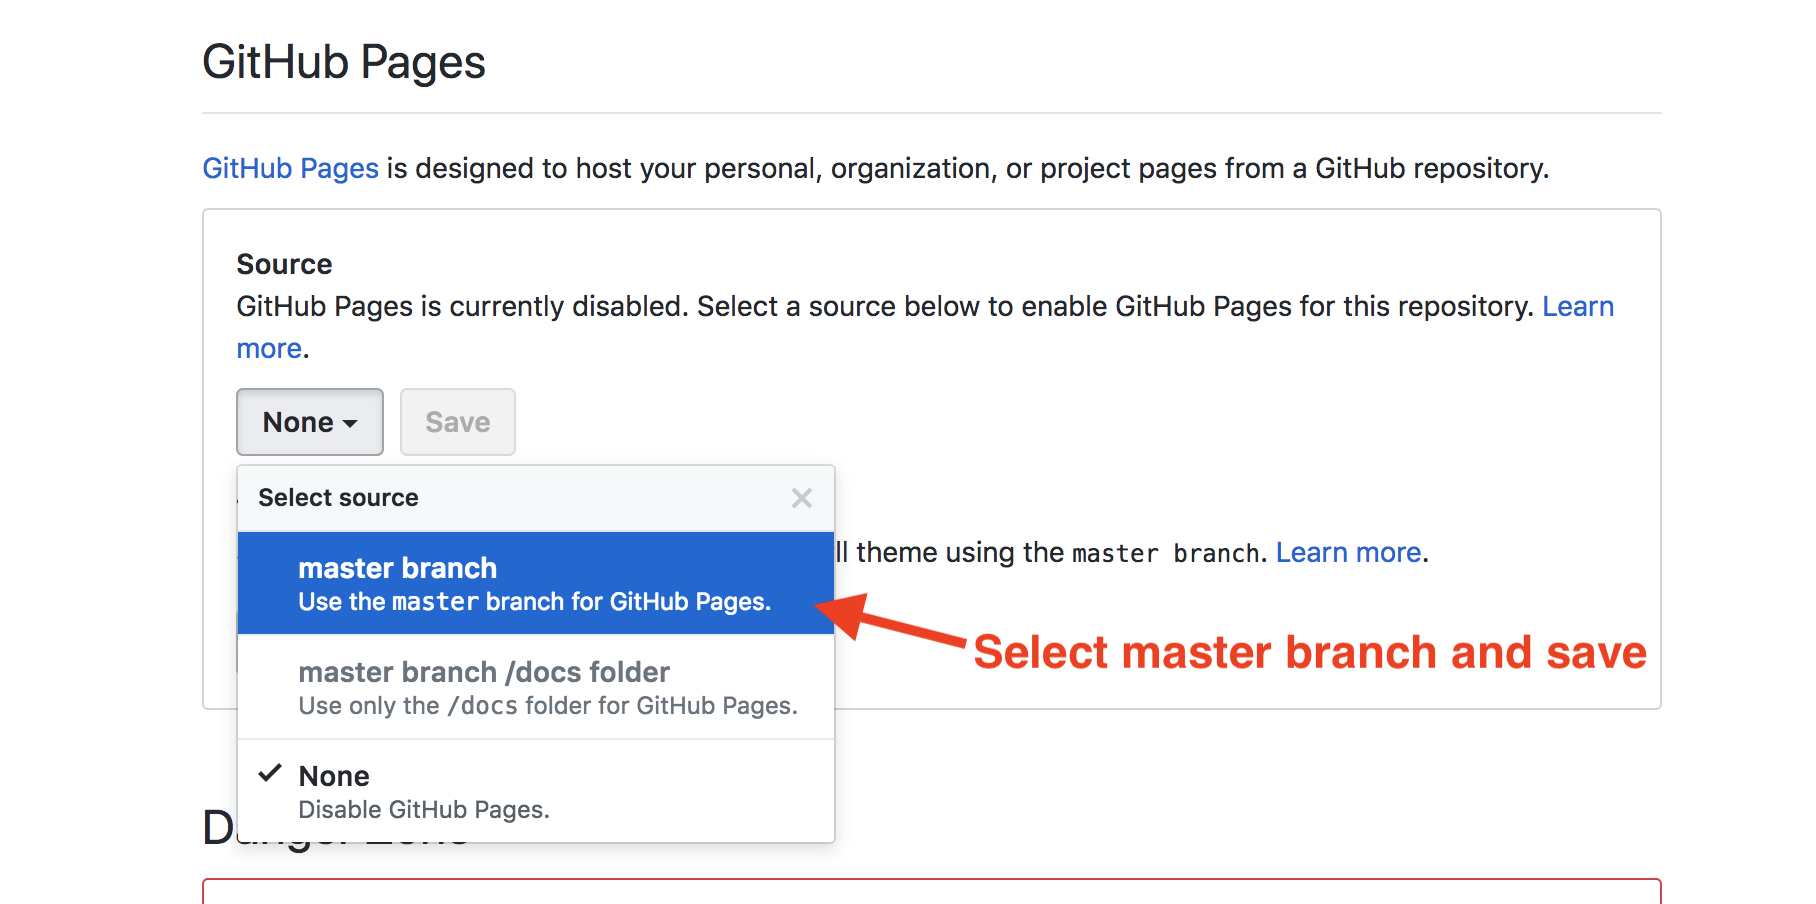 GitHub Pages
GitHub Pages is designed to host your personal, organization, or project pages from a GitHub repository.
Source
GitHub Pages is currently disabled. Select a source below to enable GitHub Pages for this repository. Learn
more.
None
Save
Select source
master branch
Use the master branch for GitHub Pages.
theme using the master branch. Learn more.
Select master branch and save
master branch /docs folder
Use only the /docs folder for GitHub Pages.
None
Disable GitHub Pages.